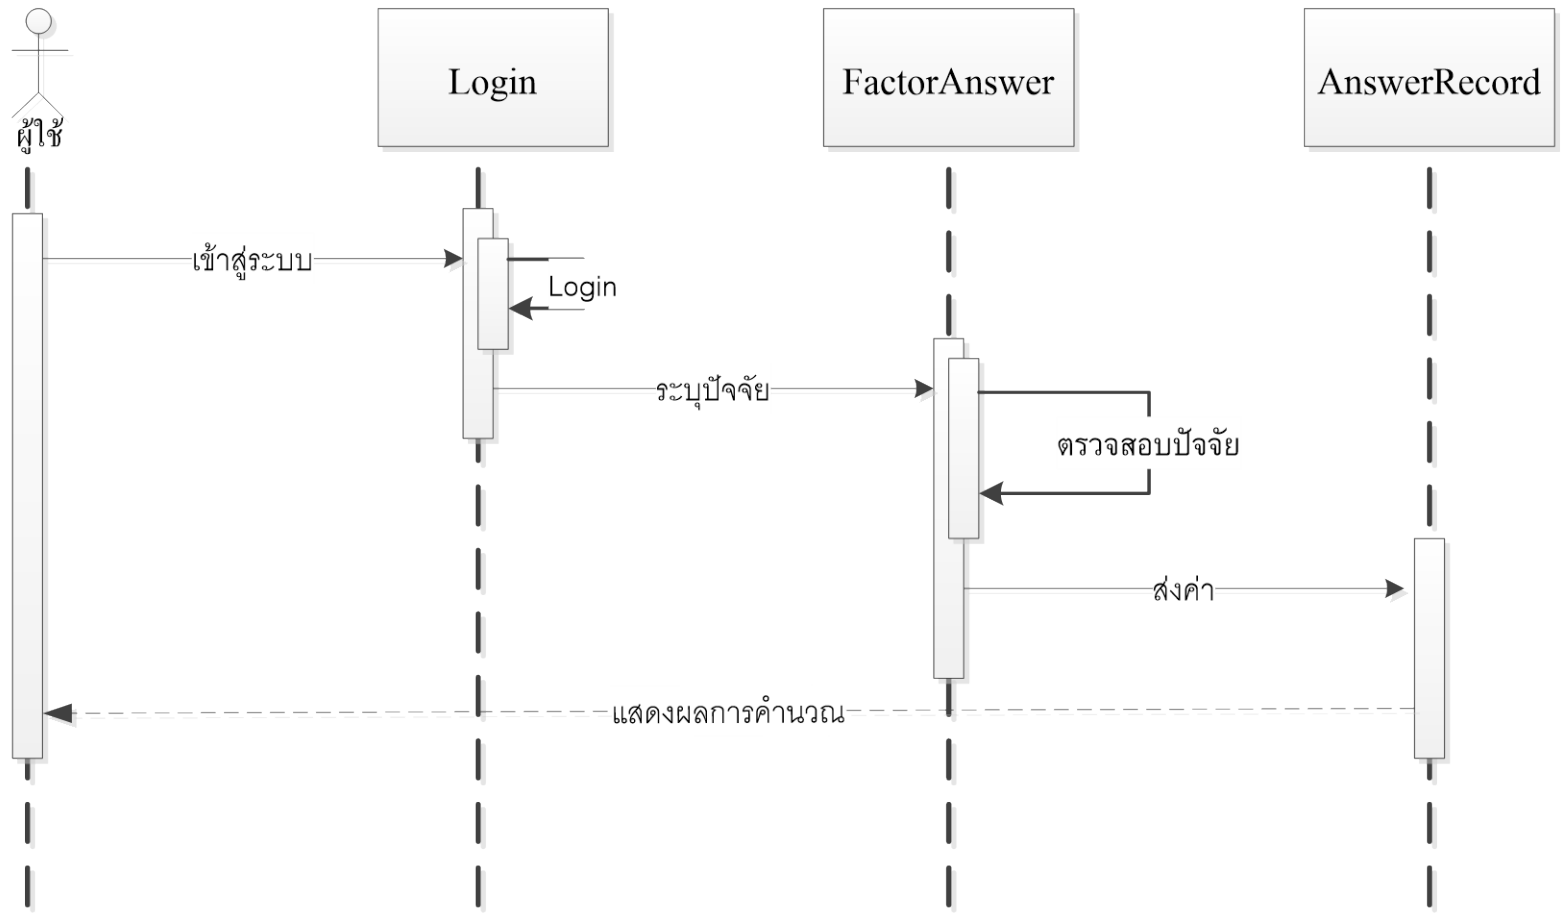 Login
FactorAnswer
AnswerRecord
ผู้ใช้
เข้าสู่ระบบ
Login
ระบุปัจจัย
ตรวจสอบปัจจัย
ส่งค่า
แสดงผลการคำนวณ